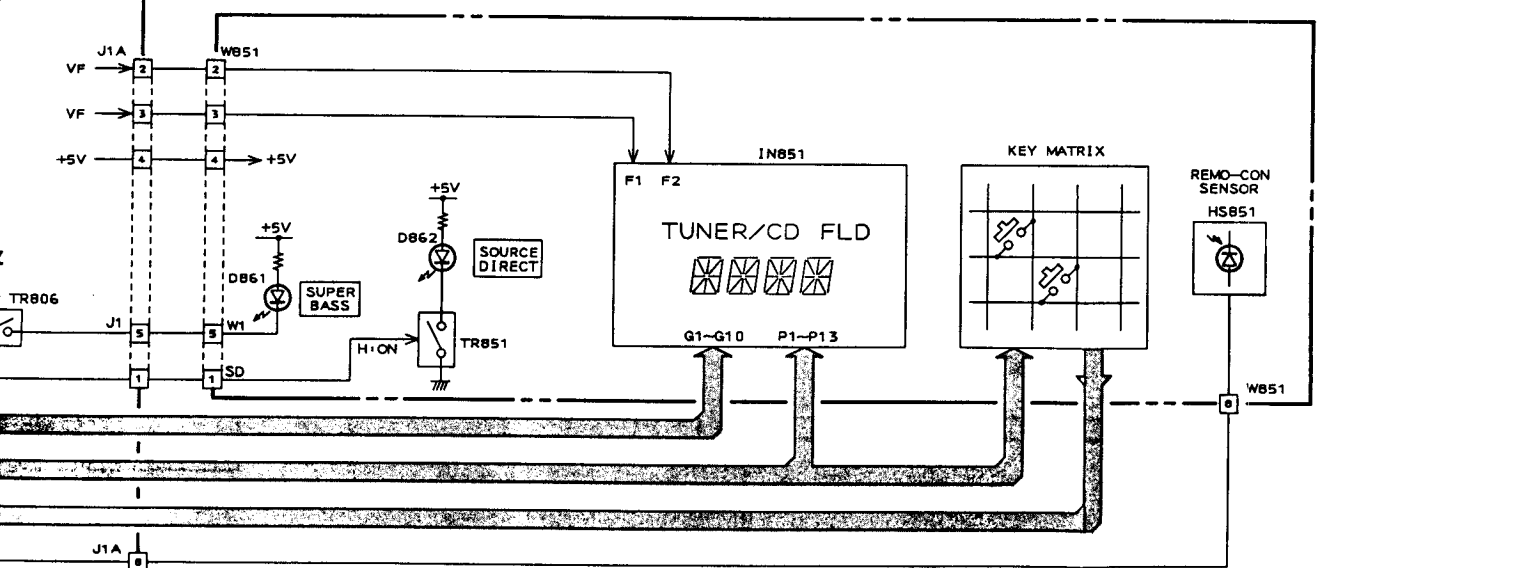 J1A
W851
VF
2
2
VF
3
3
+5V
4
4
+5V
IN851
KEY MATRIX
REMO-CON
SENSOR
HS851
F1 F2
+5V
D862
SOURCE
DIRECT
TUNER/CD FLD
+5V
D861
SUPER
BASS
TR806
J1
5
5
W1
H:ON
TR851
G1~G10
P1~P13
1
1
SD
W851
J1A